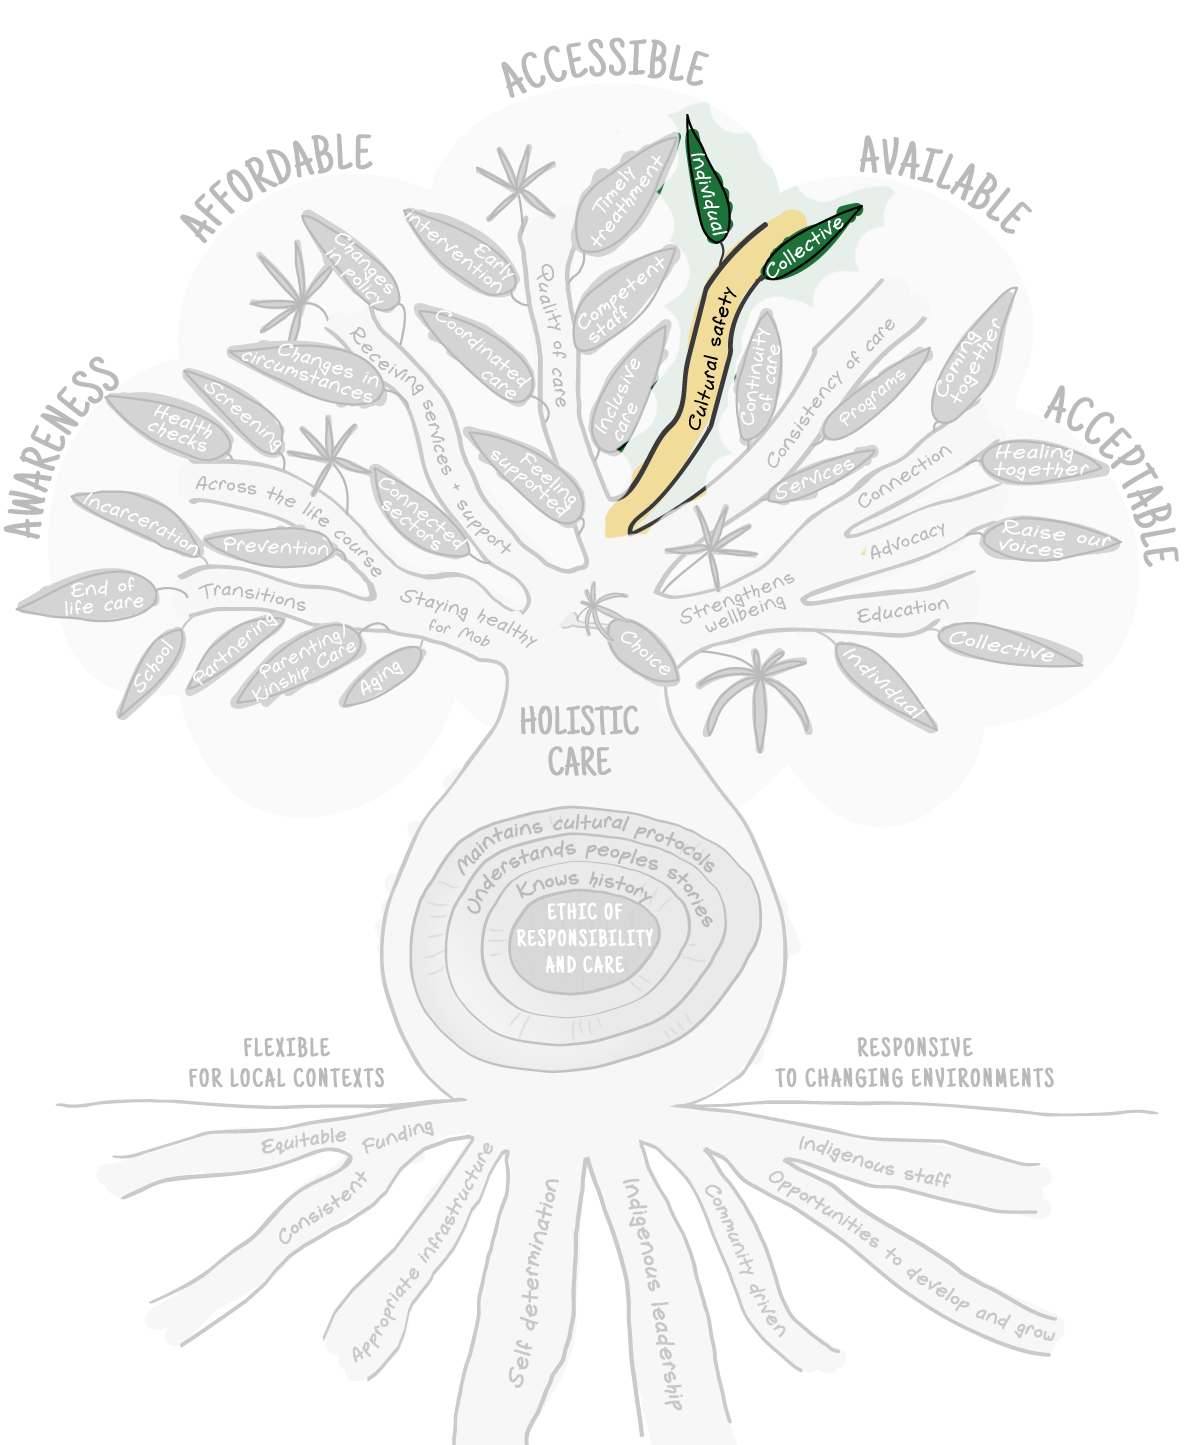 ACCESSIBLE
AFFORDABLE
AVAILABLE
AWARENESS
ACCEPTABLE
Individual
Collective
Cultural safety
Timely
treathment
Competent
staff
Inclusive
care
Quality of care
Early
intervention
Coordinated
care
Feeling
supported
Changes
in policy
Changes in
circumstances
Receiving services + support
Connected
sectors
Screening
Health
checks
Across the life course
Incarceration
Prevention
End of
life care
Transitions
School
Partnering
Parenting/
Kinship Care
Aging
Staying healthy
for Mob
Continuity
of care
Consistency of care
Programs
Services
Coming
together
Connection
Healing
together
Advocacy
Raise our
voices
Strengthens
wellbeing
Education
Collective
Individual
Choice
HOLISTIC
CARE
Maintains cultural protocols
Understands peoples stories
Knows history
ETHIC OF
RESPONSIBILITY
AND CARE
FLEXIBLE
FOR LOCAL CONTEXTS
RESPONSIVE
TO CHANGING ENVIRONMENTS
Equitable
Funding
Consistent
Appropriate infrastructure
Self determination
Indigenous leadership
Community driven
Opportunities to develop and grow
Indigenous staff